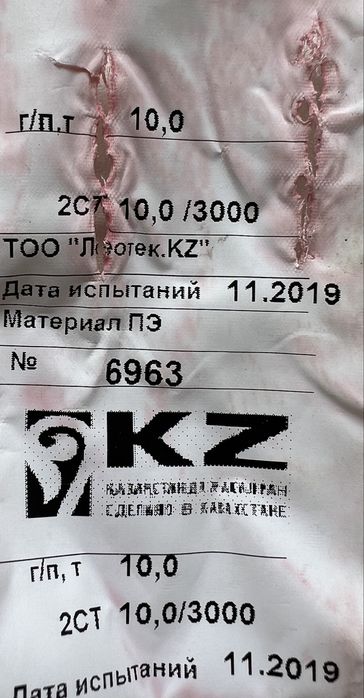 г/п.т 10,0
2СТ 10,0 /3000
ТОО "отек.KZ"
Дата испытаний 11.2019
Материал ПЭ
№ 6963
KZ
ҚАЗАҚСТАНДА ЖАСАЛҒАН
СДЕЛАНО В КАЗАХСТАНЕ
г/п, т 10,0
2СТ 10,0/3000
Дата испытаний 11.2019